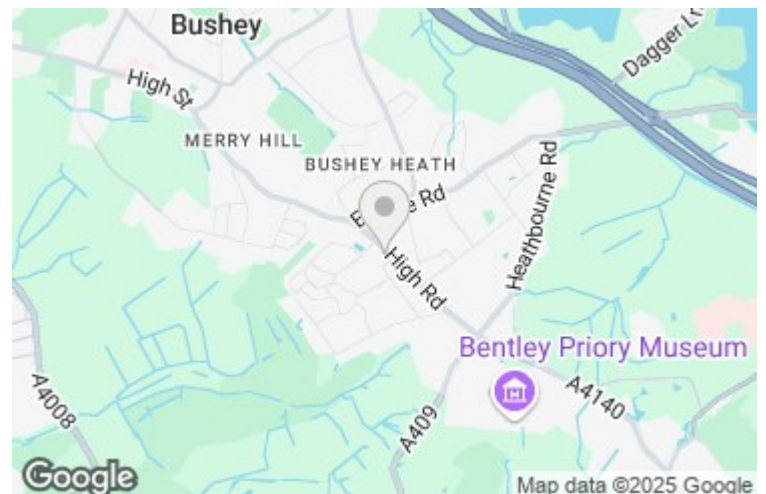 Bushey
High St
Dagger Ln
MERRY HILL
BUSHEY HEATH
Rd
Heathbourne Rd
High Rd
Bentley Priory Museum
A4008
A409
A4140
Google
Map data ©2025 Google